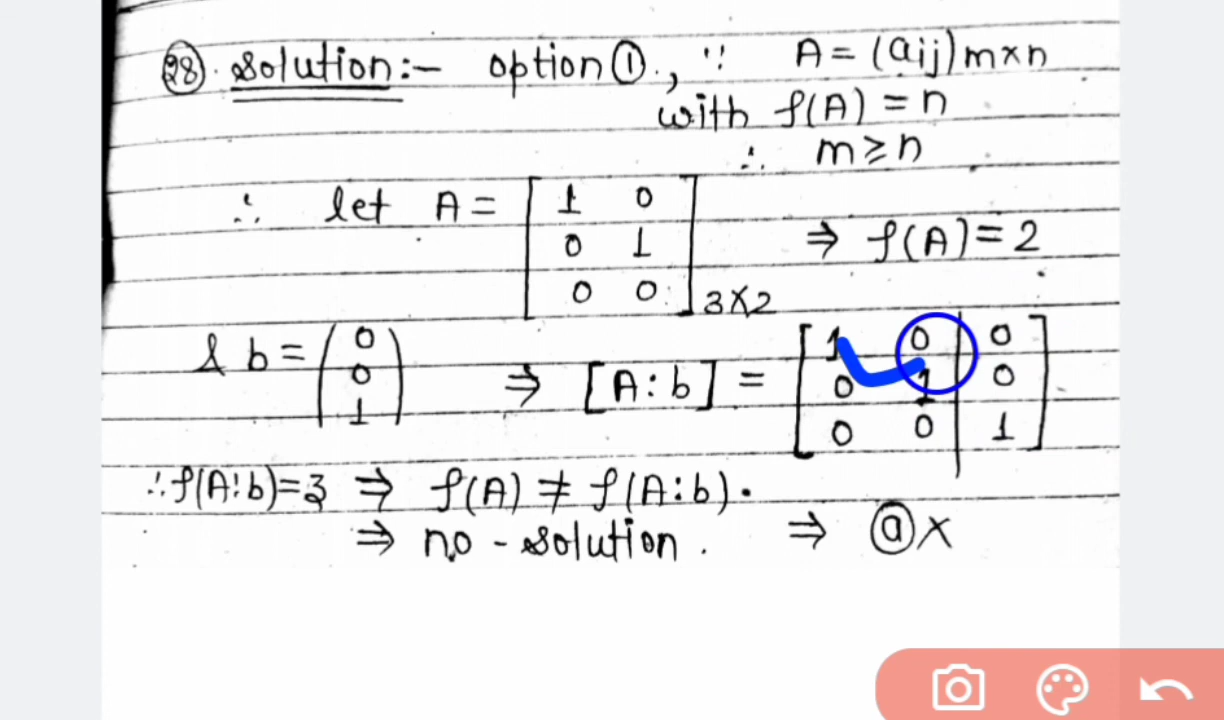 28. Solution:- option ①, ∵ A = (aij)m×n
with ρ(A) = n
∴ m ≥ n
∴ let A = [1 0
0 1
0 0]3×2 ⇒ ρ(A) = 2
& b = (0
0
1) ⇒ [A:b] = [1 0 | 0
0 1 | 0
0 0 | 1]
∴ρ(A:b)=3 ⇒ ρ(A) ≠ ρ(A:b).
⇒ no - solution. ⇒ ⓐ ×